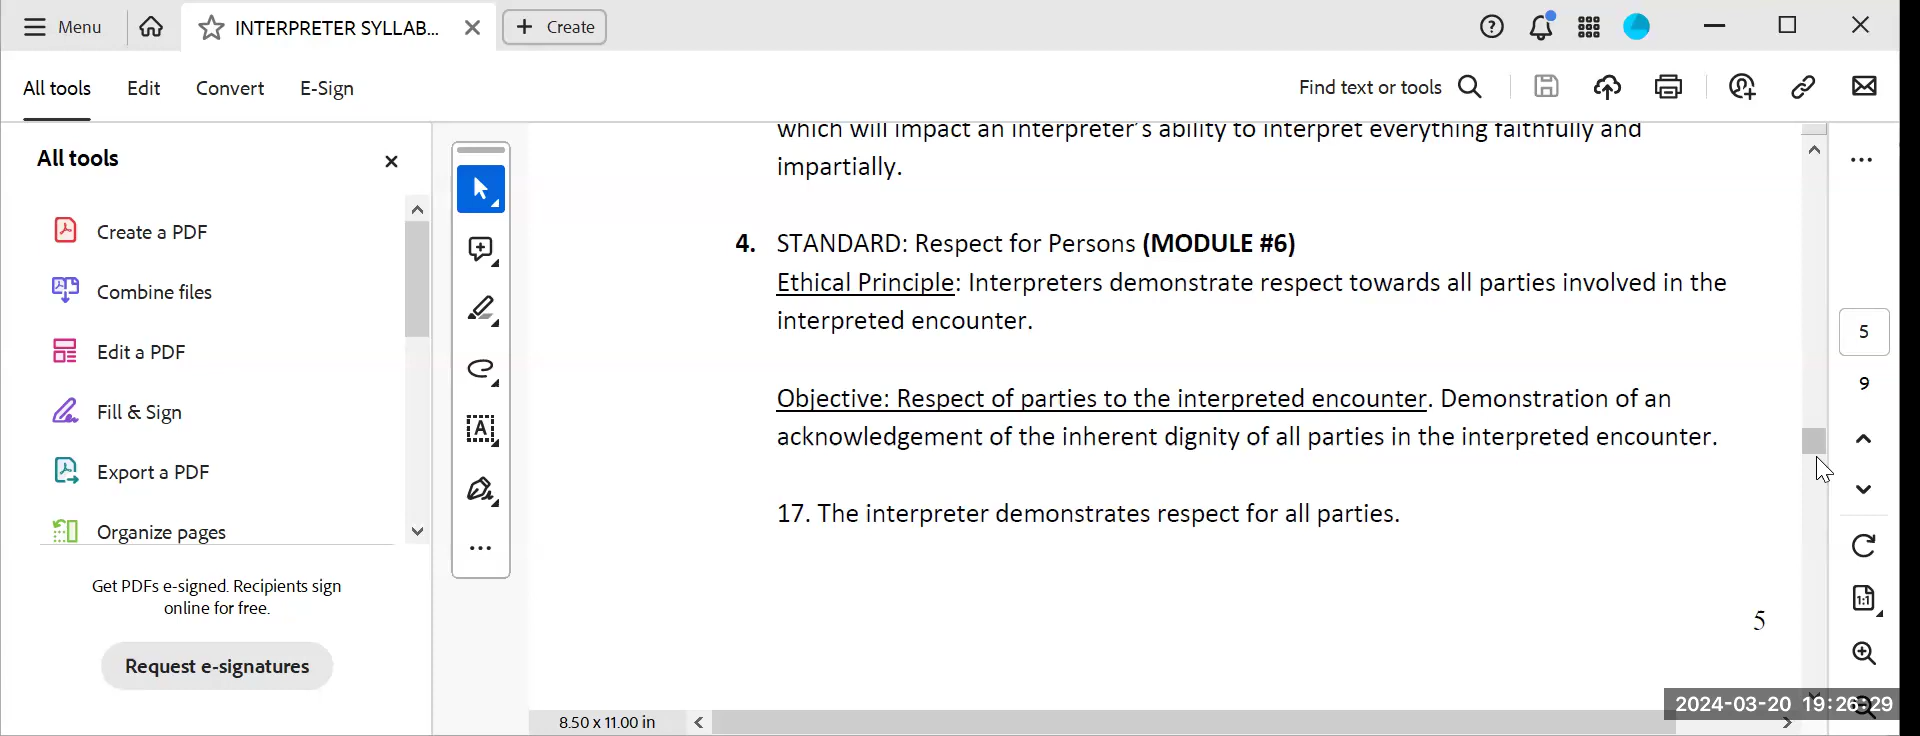 Menu
INTERPRETER SYLLAB...
Create
All tools
Edit
Convert
E-Sign
Find text or tools
All tools
Create a PDF
Combine files
Edit a PDF
Fill & Sign
Export a PDF
Organize pages
Get PDFs e-signed. Recipients sign
online for free.
Request e-signatures
which will impact an interpreter's ability to interpret everything faithfully and
impartially.
4. STANDARD: Respect for Persons (MODULE #6)
Ethical Principle: Interpreters demonstrate respect towards all parties involved in the
interpreted encounter.
Objective: Respect of parties to the interpreted encounter. Demonstration of an
acknowledgement of the inherent dignity of all parties in the interpreted encounter.
17. The interpreter demonstrates respect for all parties.
5
8.50 x 11.00 in
5
9
1:1
2024-03-20 19:26:29